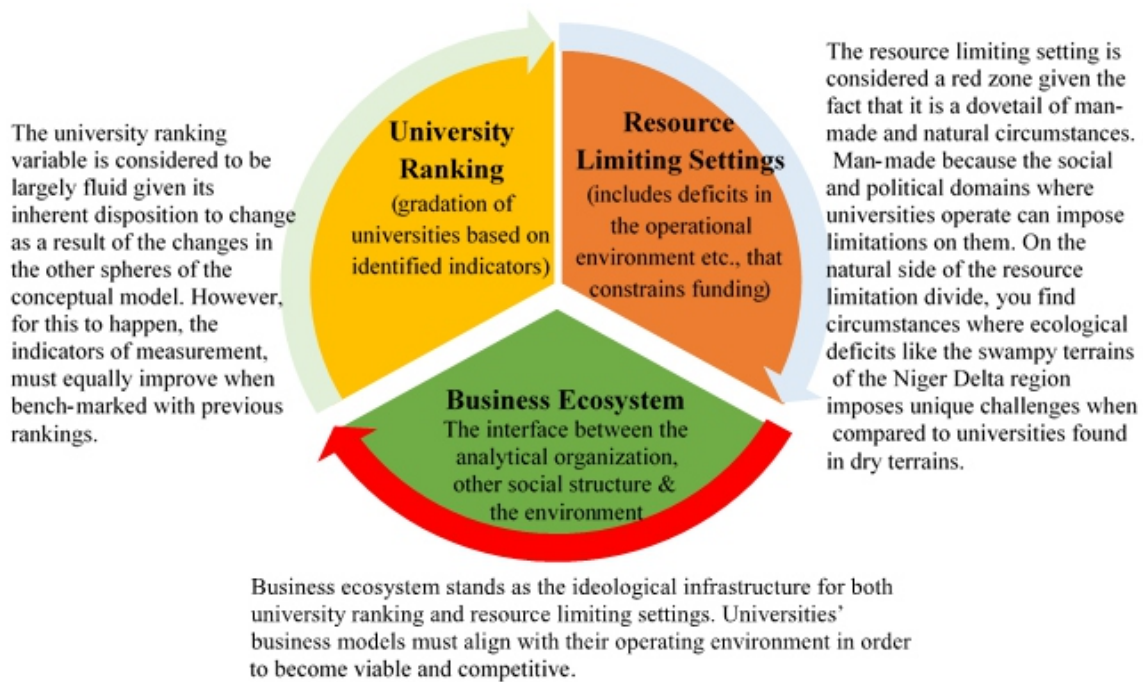 The university ranking
variable is considered to be
largely fluid given its
inherent disposition to change
as a result of the changes in
the other spheres of the
conceptual model. However,
for this to happen, the
indicators of measurement,
must equally improve when
bench-marked with previous
rankings.
University
Ranking
(gradation of
universities based on
identified indicators)
Resource
Limiting Settings
(includes deficits in
the operational
environment etc., that
constrains funding)
The resource limiting setting is
considered a red zone given the
fact that it is a dovetail of man-
made and natural circumstances.
Man-made because the social
and political domains where
universities operate can impose
limitations on them. On the
natural side of the resource
limitation divide, you find
circumstances where ecological
deficits like the swampy terrains
of the Niger Delta region
imposes unique challenges when
compared to universities found
in dry terrains.
Business Ecosystem
The interface between the
analytical organization,
other social structure &
the environment
Business ecosystem stands as the ideological infrastructure for both
university ranking and resource limiting settings. Universities'
business models must align with their operating environment in order
to become viable and competitive.